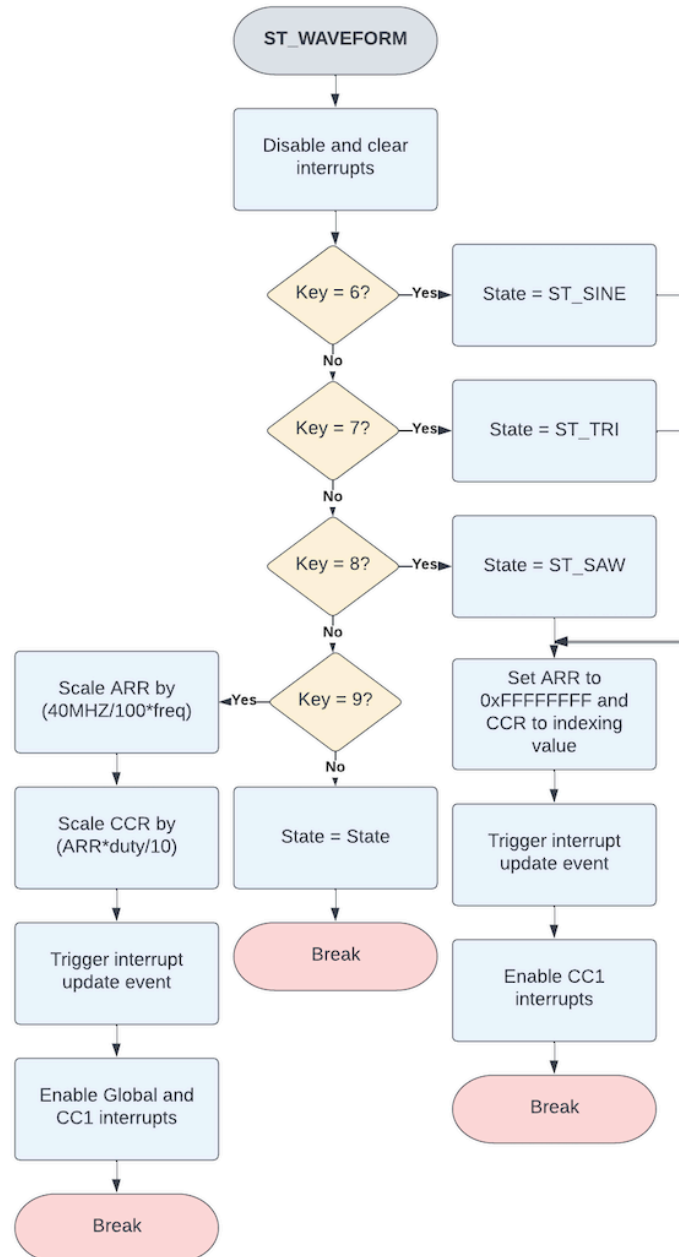 ST_WAVEFORM
Disable and clear
interrupts
Key = 6?
Yes
State = ST_SINE
No
Key = 7?
Yes
State = ST_TRI
No
Key = 8?
Yes
State = ST_SAW
No
Key = 9?
Yes
Scale ARR by
(40MHZ/100*freq)
Scale CCR by
(ARR*duty/10)
Trigger interrupt
update event
Enable Global and
CC1 interrupts
Break
No
State = State
Break
Set ARR to
0xFFFFFFFF and
CCR to indexing
value
Trigger interrupt
update event
Enable CC1
interrupts
Break